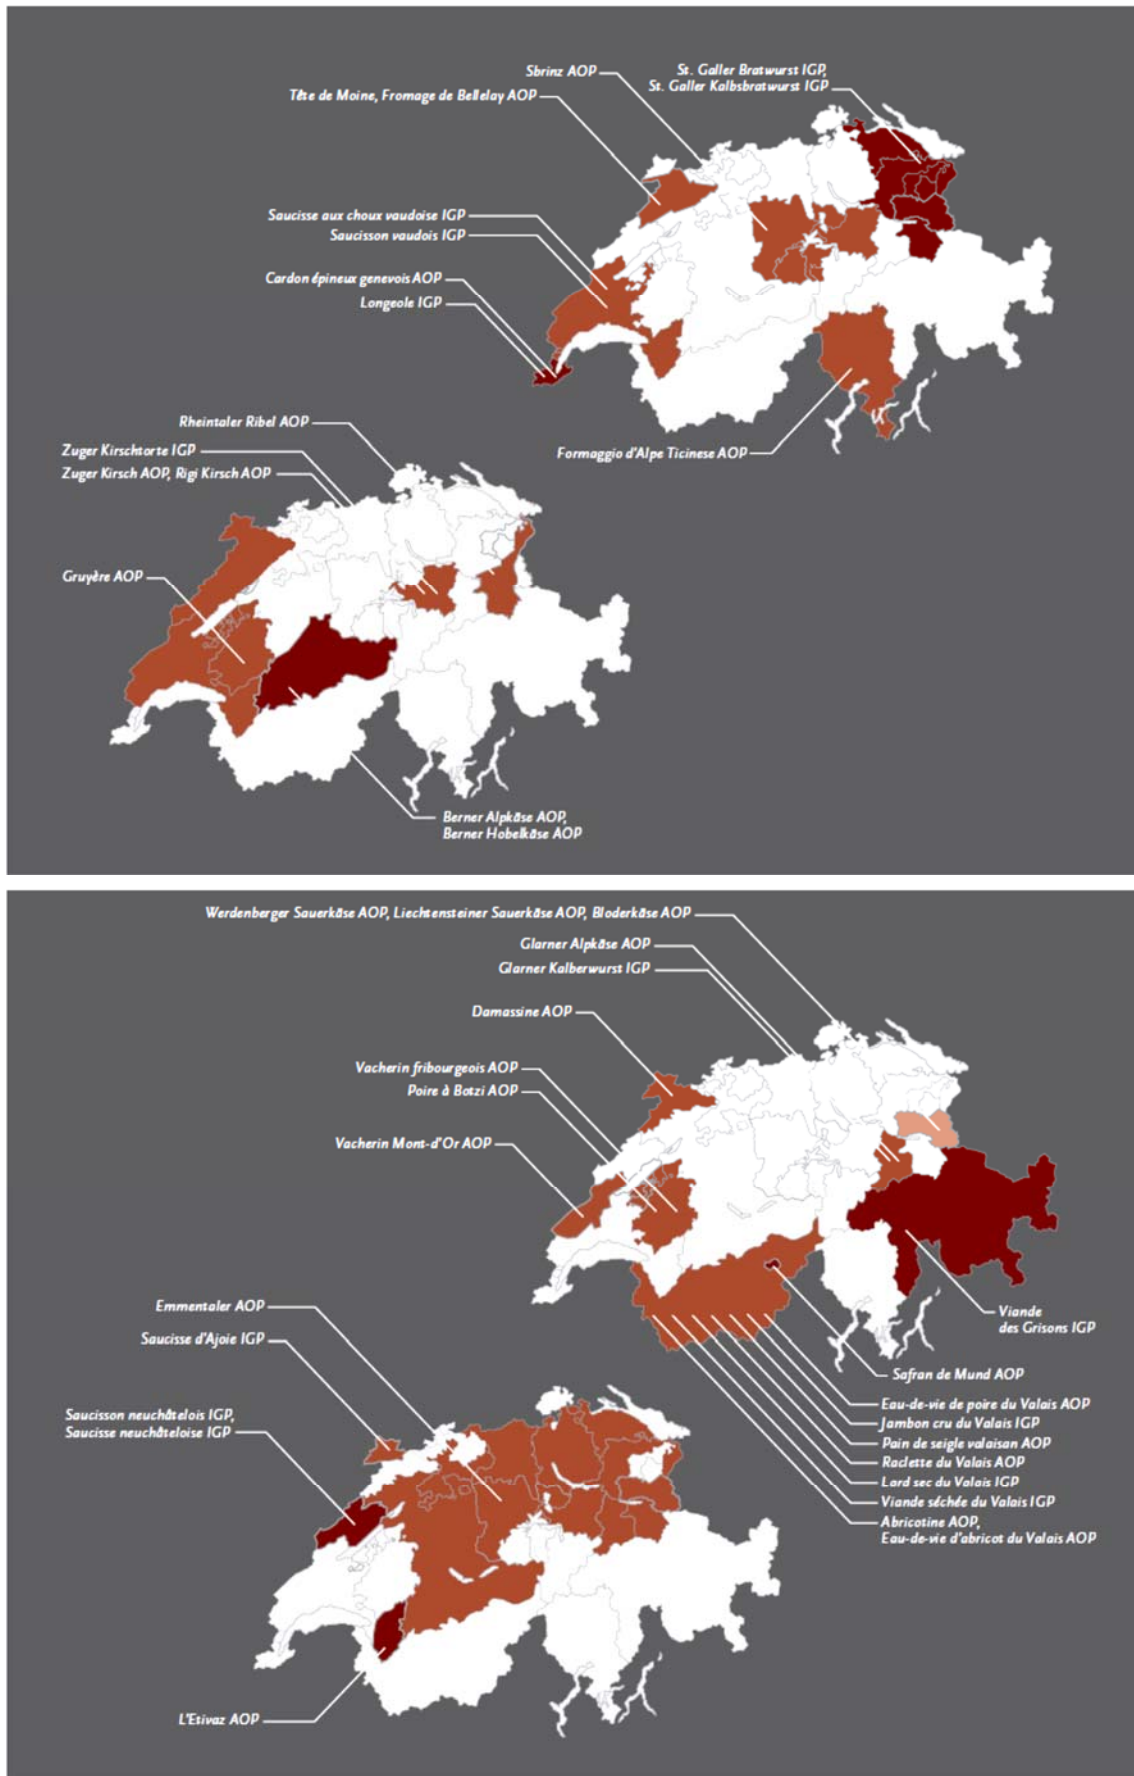 Sbrinz AOP
St. Galler Bratwurst IGP,
St. Galler Kalbsbratwurst IGP
Tête de Moine, Fromage de Bellelay AOP
Saucisse aux choux vaudoise IGP
Saucisson vaudois IGP
Cardon épineux genevois AOP
Longeole IGP
Formaggio d'Alpe Ticinese AOP
Rheintaler Ribel AOP
Zuger Kirschtorte IGP
Zuger Kirsch AOP, Rigi Kirsch AOP
Gruyère AOP
Berner Alpkäse AOP,
Berner Hobelkäse AOP
Werdenberger Sauerkäse AOP, Liechtensteiner Sauerkäse AOP, Bloderkäse AOP
Glarner Alpkäse AOP
Glarner Kalberwurst IGP
Damassine AOP
Vacherin fribourgeois AOP
Poire à Botzi AOP
Vacherin Mont-d'Or AOP
Viande
des Grisons IGP
Safran de Mund AOP
Eau-de-vie de poire du Valais AOP
Jambon cru du Valais IGP
Pain de seigle valaisan AOP
Raclette du Valais AOP
Lard sec du Valais IGP
Viande séchée du Valais IGP
Abricotine AOP,
Eau-de-vie d'abricot du Valais AOP
Emmentaler AOP
Saucisse d'Ajoie IGP
Saucisson neuchâtelois IGP,
Saucisse neuchâteloise IGP
L'Etivaz AOP